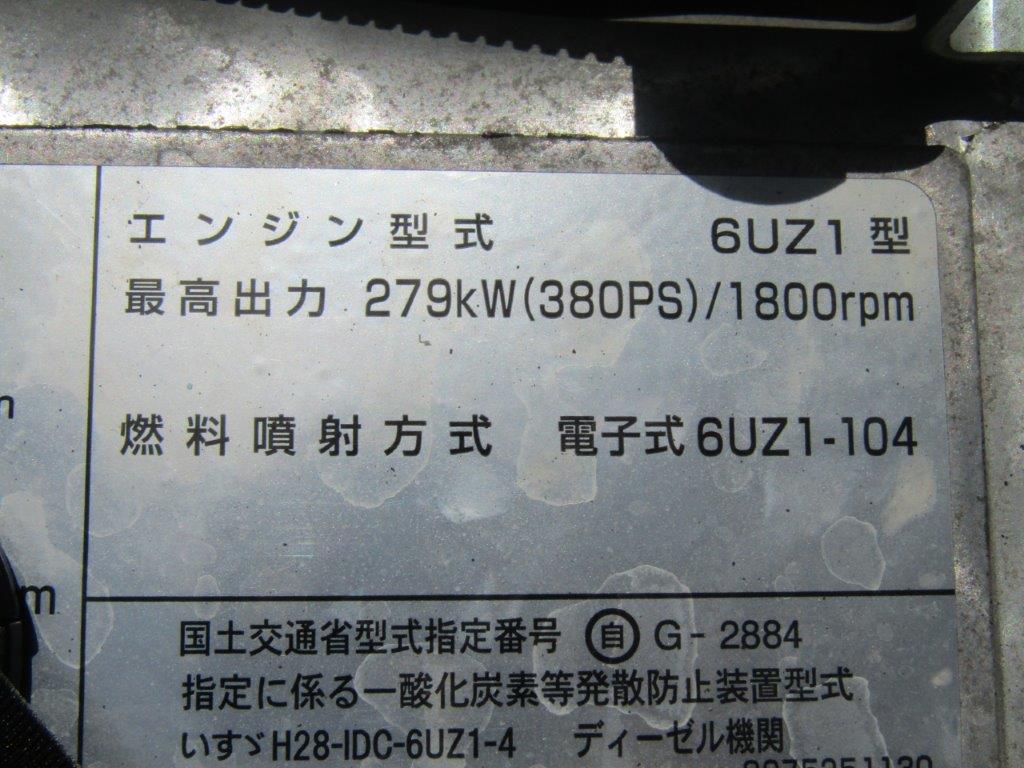 エンジン型式 6UZ1型
最高出力 279kW(380PS)/1800rpm
燃料噴射方式 電子式6UZ1-104
国土交通省型式指定番号 自 G-2884
指定に係る一酸化炭素等発散防止装置型式
いすゞH28-IDC-6UZ1-4 ディーゼル機関